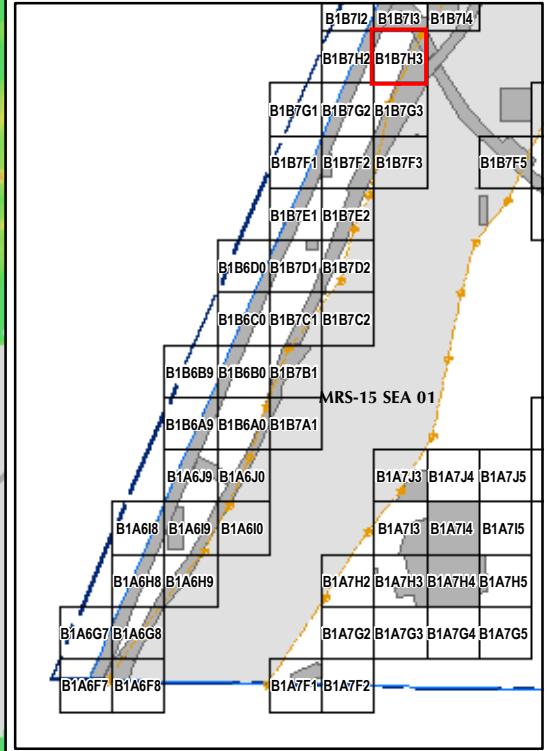 B1B7I2 B1B7I3 B1B7I4
B1B7H2 B1B7H3
B1B7G1 B1B7G2 B1B7G3
B1B7F1 B1B7F2 B1B7F3 B1B7F5
B1B7E1 B1B7E2
B1B6D0 B1B7D1 B1B7D2
B1B6C0 B1B7C1 B1B7C2
B1B6B9 B1B6B0 B1B7B1
MRS-15 SEA 01
B1B6A9 B1B6A0 B1B7A1
B1A6J9 B1A6J0 B1A7J3 B1A7J4 B1A7J5
B1A6I8 B1A6I9 B1A6I0 B1A7I3 B1A7I4 B1A7I5
B1A6H8 B1A6H9 B1A7H2 B1A7H3 B1A7H4 B1A7H5
B1A6G7 B1A6G8 B1A7G2 B1A7G3 B1A7G4 B1A7G5
B1A6F7 B1A6F8 B1A7F1 B1A7F2